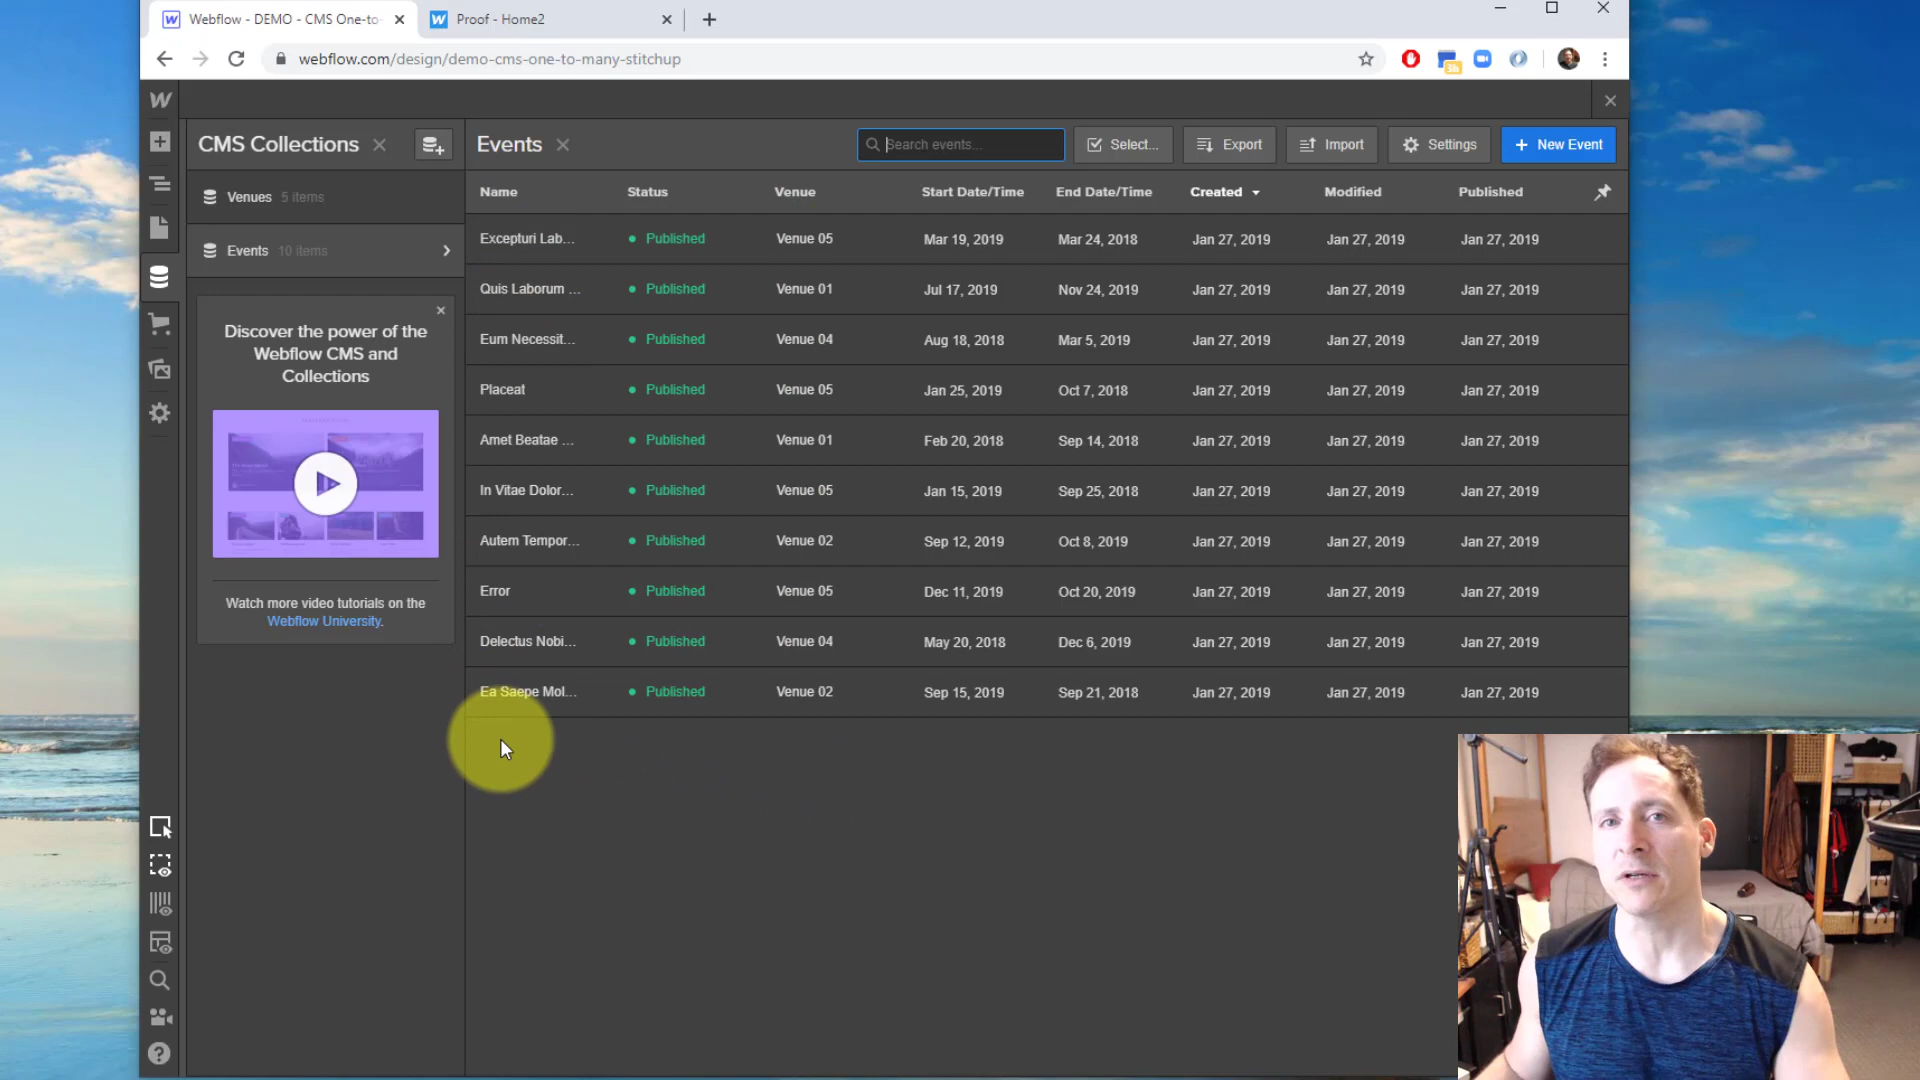 Webflow - DEMO - CMS One-to-
Proof - Home2
webflow.com/design/demo-cms-one-to-many-stitchup
CMS Collections
Venues 5 items
Events 10 items
Discover the power of the
Webflow CMS and
Collections
Watch more video tutorials on the
Webflow University.
Events
Search events...
Select...
Export
Import
Settings
+ New Event
Name Status Venue Start Date/Time End Date/Time Created Modified Published
Excepturi Lab... Published Venue 05 Mar 19, 2019 Mar 24, 2018 Jan 27, 2019 Jan 27, 2019 Jan 27, 2019
Quis Laborum ... Published Venue 01 Jul 17, 2019 Nov 24, 2019 Jan 27, 2019 Jan 27, 2019 Jan 27, 2019
Eum Necessit... Published Venue 04 Aug 18, 2018 Mar 5, 2019 Jan 27, 2019 Jan 27, 2019 Jan 27, 2019
Placeat Published Venue 05 Jan 25, 2019 Oct 7, 2018 Jan 27, 2019 Jan 27, 2019 Jan 27, 2019
Amet Beatae ... Published Venue 01 Feb 20, 2018 Sep 14, 2018 Jan 27, 2019 Jan 27, 2019 Jan 27, 2019
In Vitae Dolor... Published Venue 05 Jan 15, 2019 Sep 25, 2018 Jan 27, 2019 Jan 27, 2019 Jan 27, 2019
Autem Tempor... Published Venue 02 Sep 12, 2019 Oct 8, 2019 Jan 27, 2019 Jan 27, 2019 Jan 27, 2019
Error Published Venue 05 Dec 11, 2019 Oct 20, 2019 Jan 27, 2019 Jan 27, 2019 Jan 27, 2019
Delectus Nobi... Published Venue 04 May 20, 2018 Dec 6, 2019 Jan 27, 2019 Jan 27, 2019 Jan 27, 2019
Ea Saepe Mol... Published Venue 02 Sep 15, 2019 Sep 21, 2018 Jan 27, 2019 Jan 27, 2019 Jan 27, 2019